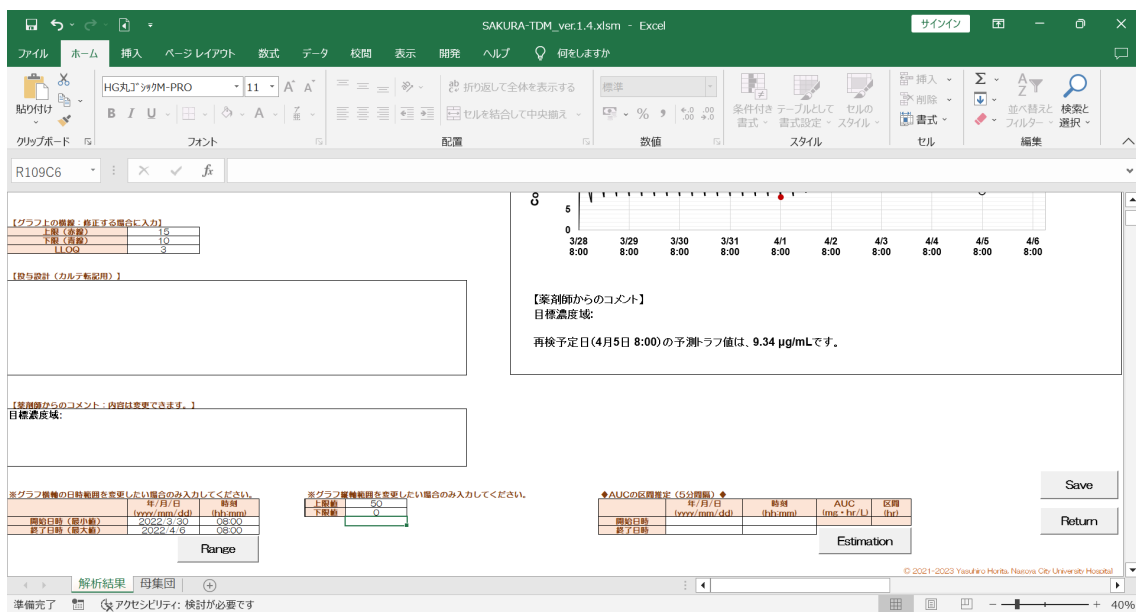 SAKURA-TDM_ver.1.4.xlsm - Excel
サインイン
ファイル ホーム 挿入 ページ レイアウト 数式 データ 校閲 表示 開発 ヘルプ 何をしますか
貼り付け
HG丸ｺﾞｼｯｸM-PRO 11
B I U
折り返して全体を表示する
セルを結合して中央揃え
標準
条件付き書式
テーブルとして書式設定
セルのスタイル
挿入
削除
書式
並べ替えとフィルター
検索と選択
クリップボード フォント 配置 数値 スタイル セル 編集
R109C6 fx
【グラフ上の横線：修正する場合に入力】
上限（赤線） 15
下限（青線） 10
LLOQ 3
Co
5
0
3/28 3/29 3/30 3/31 4/1 4/2 4/3 4/4 4/5 4/6
8:00 8:00 8:00 8:00 8:00 8:00 8:00 8:00 8:00 8:00
【投与設計（カルテ転記用）】
【薬剤師からのコメント】
目標濃度域:
再検予定日(4月5日 8:00)の予測トラフ値は、9.34 μg/mLです。
【薬剤師からのコメント：内容は変更できます。】
目標濃度域:
※グラフ横軸の日時範囲を変更したい場合のみ入力してください。
年/月/日 時刻
(yyyy/mm/dd) (hh:mm)
開始日時（最小値） 2022/3/30 08:00
終了日時（最大値） 2022/4/6 08:00
Range
※グラフ縦軸範囲を変更したい場合のみ入力してください。
上限値 50
下限値 0
◆AUCの区間推定（5分間隔）◆
年/月/日 時刻 AUC 区間
(yyyy/mm/dd) (hh:mm) (mg・hr/L) (hr)
開始日時
終了日時
Estimation
Save
Return
© 2021-2023 Yasuhiro Horita, Nagoya City University Hospital
解析結果 母集団
準備完了 アクセシビリティ: 検討が必要です 40%